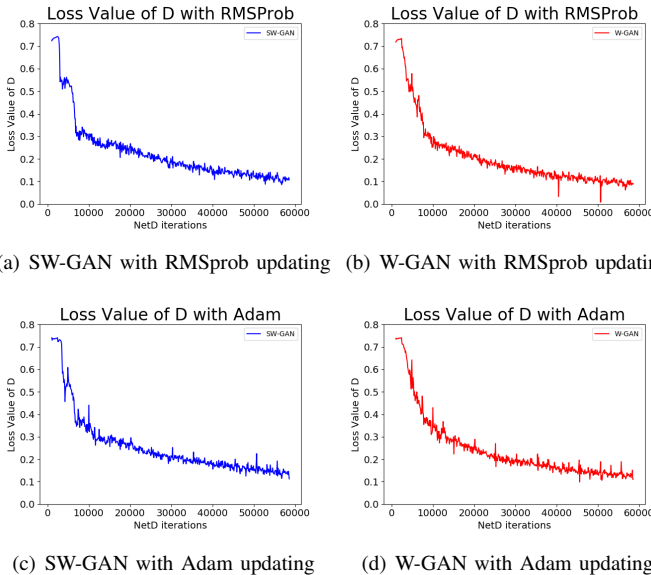 Loss Value of D with RMSProb
Loss Value of D
0.8
0.7
0.6
0.5
0.4
0.3
0.2
0.1
0.0
0 10000 20000 30000 40000 50000 60000
NetD iterations
SW-GAN
(a) SW-GAN with RMSprob updating
Loss Value of D with RMSProb
Loss Value of D
0.8
0.7
0.6
0.5
0.4
0.3
0.2
0.1
0.0
0 10000 20000 30000 40000 50000 60000
NetD iterations
W-GAN
(b) W-GAN with RMSprob updatin
Loss Value of D with Adam
Loss Value of D
0.8
0.7
0.6
0.5
0.4
0.3
0.2
0.1
0.0
0 10000 20000 30000 40000 50000 60000
NetD iterations
SW-GAN
(c) SW-GAN with Adam updating
Loss Value of D with Adam
Loss Value of D
0.8
0.7
0.6
0.5
0.4
0.3
0.2
0.1
0.0
0 10000 20000 30000 40000 50000 60000
NetD iterations
W-GAN
(d) W-GAN with Adam updating